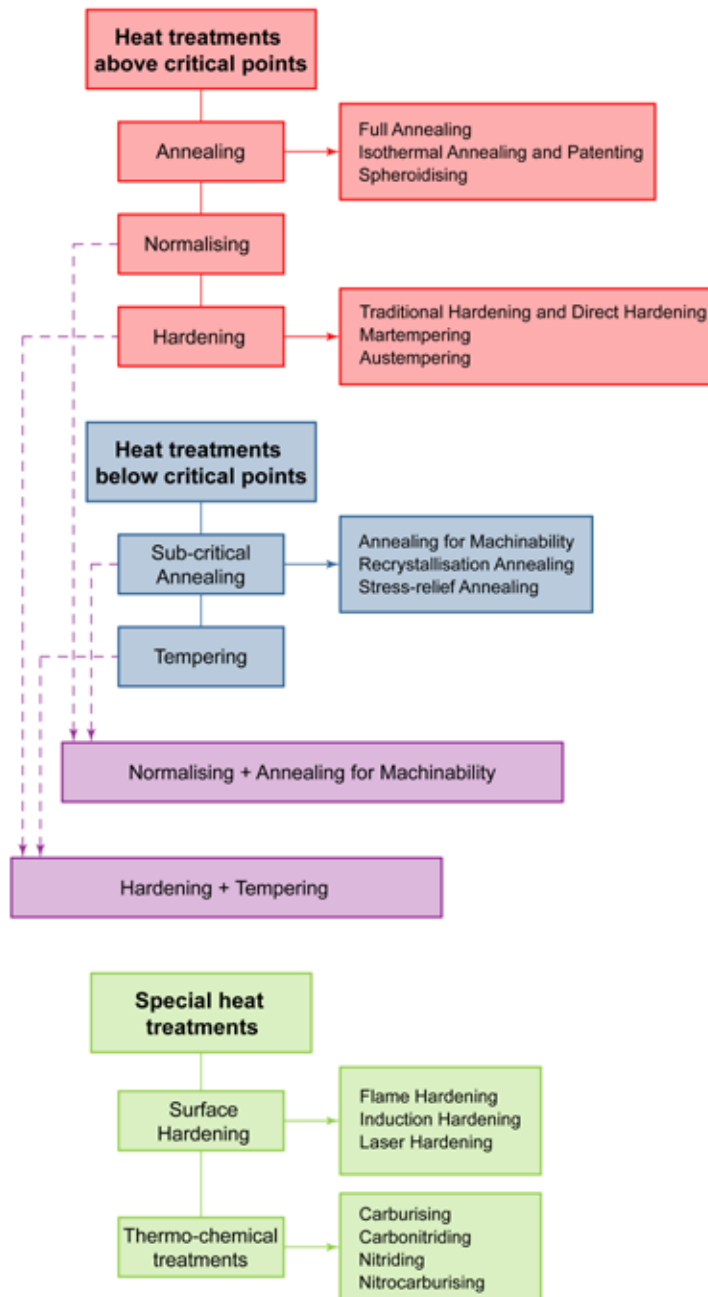 Heat treatments
above critical points
Annealing
Full Annealing
Isothermal Annealing and Patenting
Spheroidising
Normalising
Hardening
Traditional Hardening and Direct Hardening
Martempering
Austempering
Heat treatments
below critical points
Sub-critical
Annealing
Annealing for Machinability
Recrystallisation Annealing
Stress-relief Annealing
Tempering
Normalising + Annealing for Machinability
Hardening + Tempering
Special heat
treatments
Surface
Hardening
Flame Hardening
Induction Hardening
Laser Hardening
Thermo-chemical
treatments
Carburising
Carbonitriding
Nitriding
Nitrocarburising